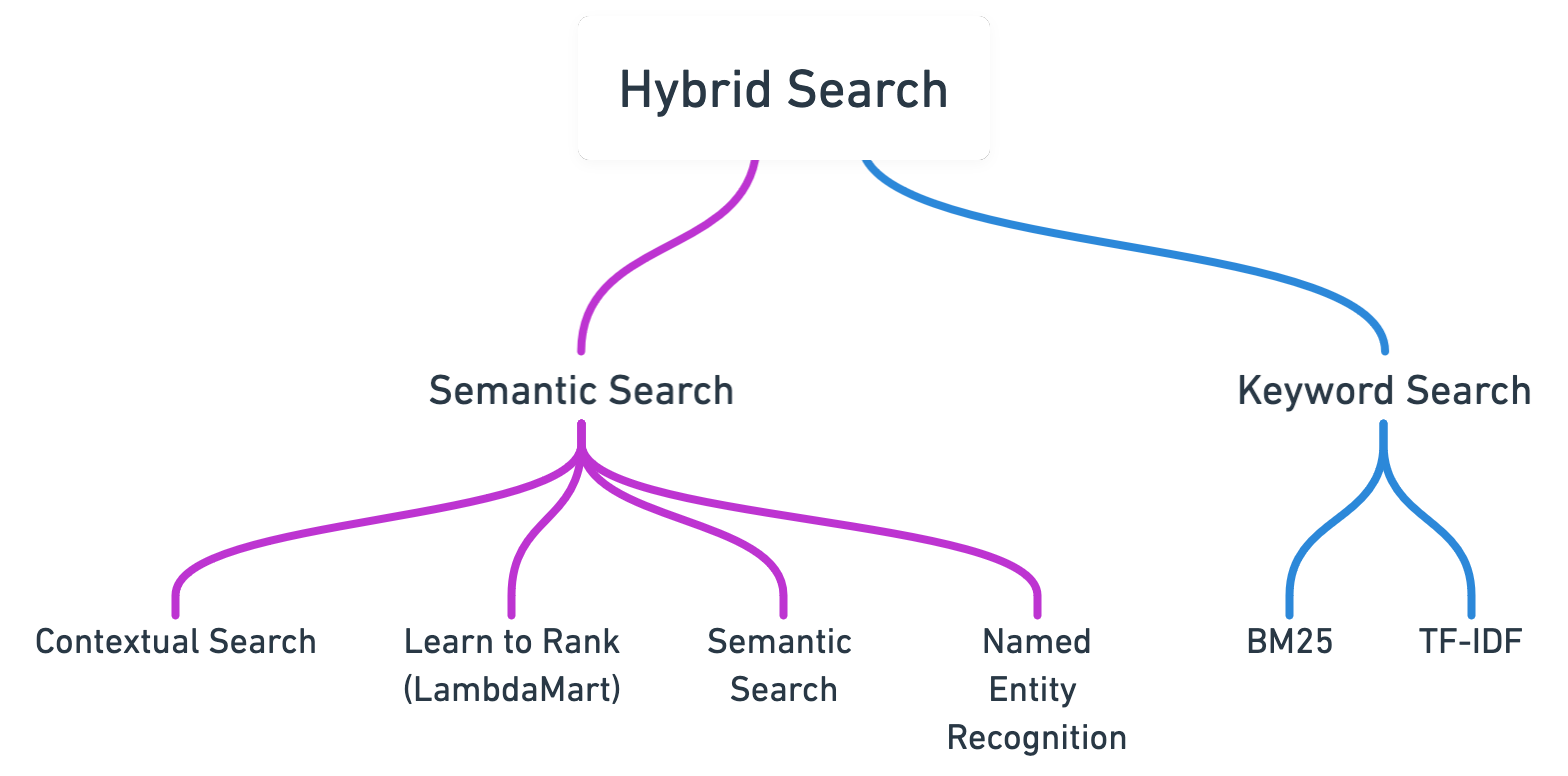 Hybrid Search
Semantic Search
Keyword Search
Contextual Search
Learn to Rank
(LambdaMart)
Semantic
Search
Named
Entity
Recognition
BM25
TF-IDF